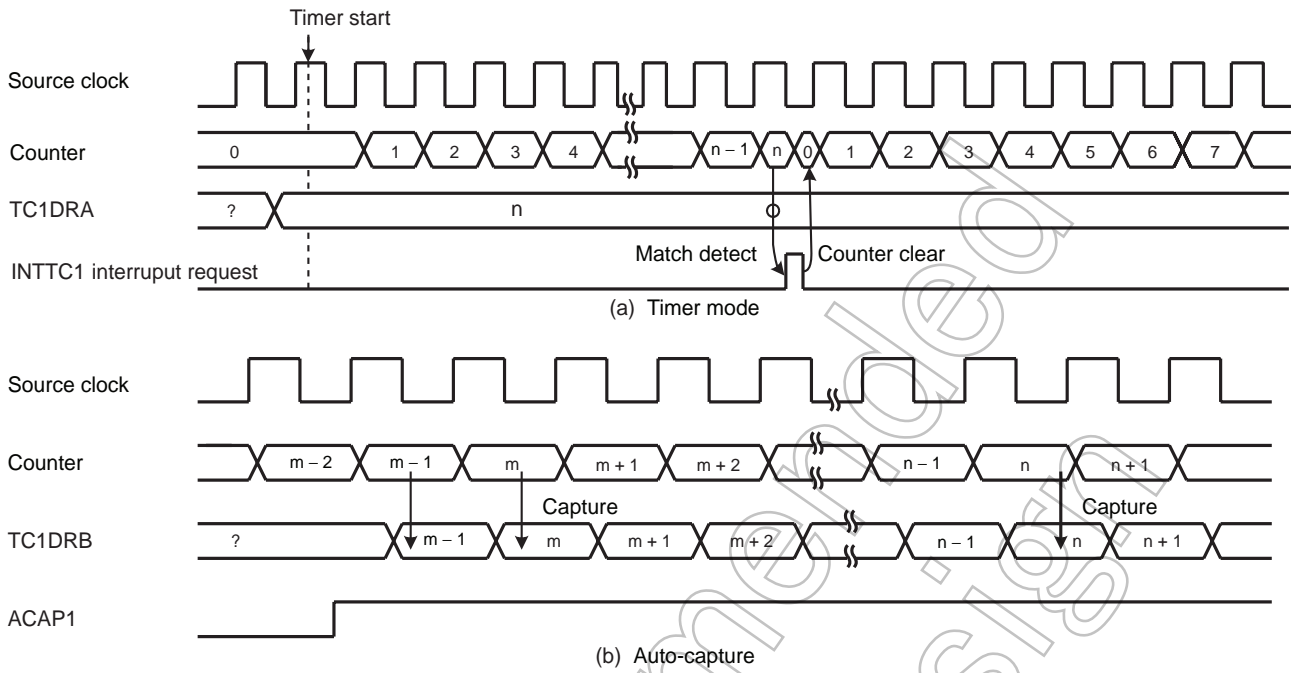 Timer start
Source clock
Counter 0 1 2 3 4 n – 1 n 0 1 2 3 4 5 6 7
TC1DRA ? n
Match detect Counter clear
INTTC1 interruput request
(a) Timer mode
Source clock
Counter m – 2 m – 1 m m + 1 m + 2 n – 1 n n + 1
Capture Capture
TC1DRB ? m – 1 m m + 1 m + 2 n – 1 n n + 1
ACAP1
(b) Auto-capture